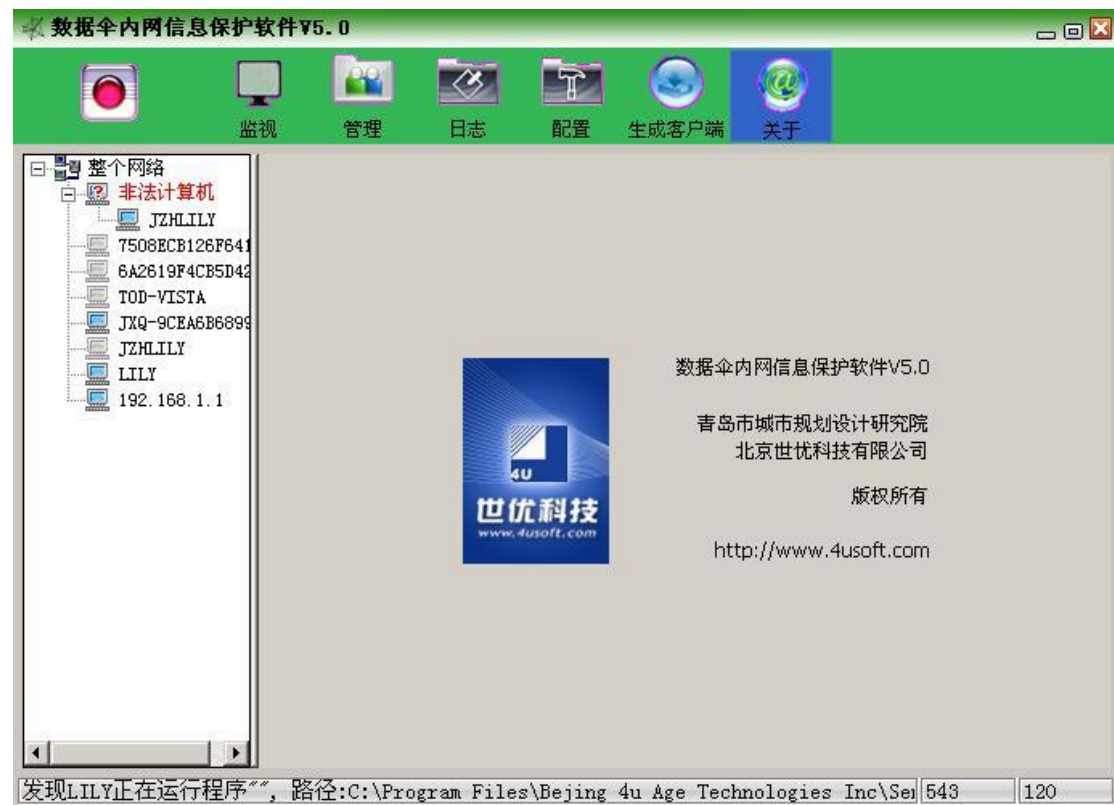 数据伞内网信息保护软件V5.0
监视 管理 日志 配置 生成客户端 关于
整个网络
非法计算机
JZHLILY
7508ECB126F641
6A2619F4CB5D42
TOD-VISTA
JXQ-9CEA6B6899
JZHLILY
LILY
192.168.1.1
4U
世优科技
www.4usoft.com
数据伞内网信息保护软件V5.0
青岛市城市规划设计研究院
北京世优科技有限公司
版权所有
http://www.4usoft.com
发现LILY正在运行程序"", 路径:C:\Program Files\Bejing 4u Age Technologies Inc\Ser 543 120